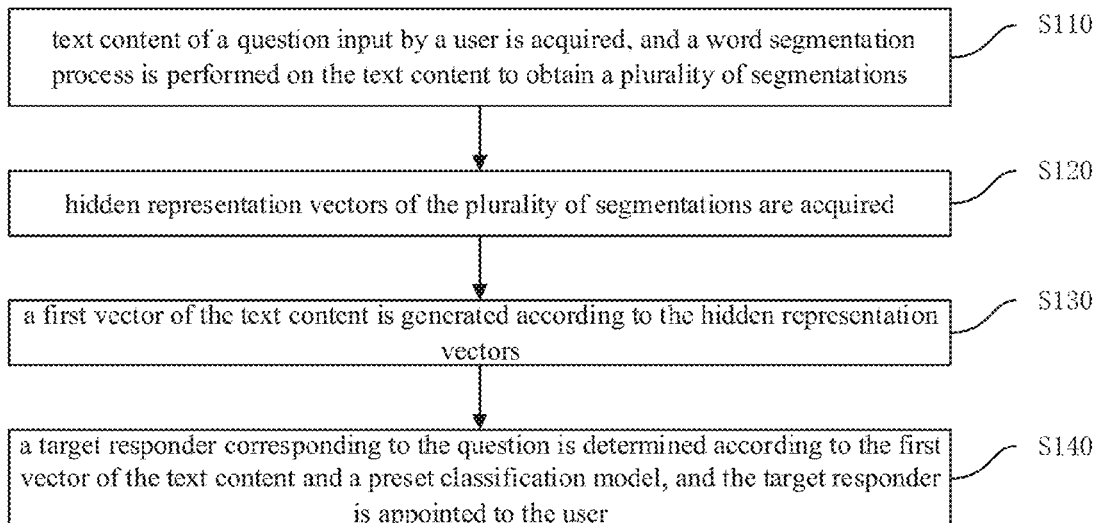 text content of a question input by a user is acquired, and a word segmentation
process is performed on the text content to obtain a plurality of segmentations
S110
hidden representation vectors of the plurality of segmentations are acquired
S120
a first vector of the text content is generated according to the hidden representation
vectors
S130
a target responder corresponding to the question is determined according to the first
vector of the text content and a preset classification model, and the target responder
is appointed to the user
S140